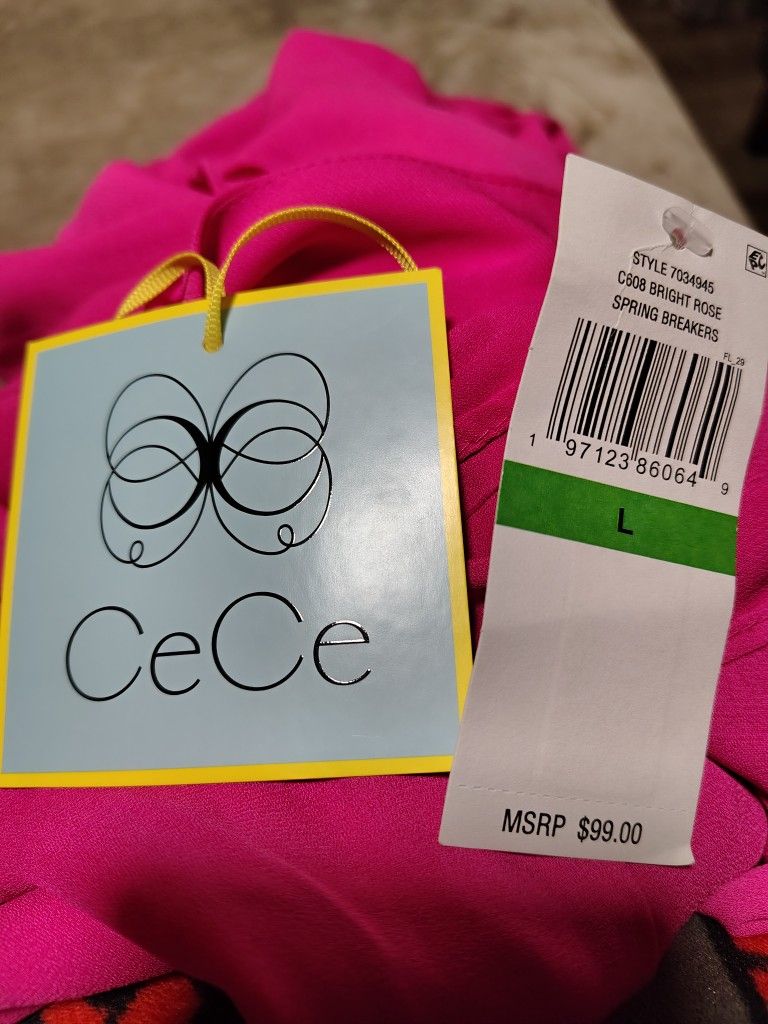 CeCe
STYLE 7034945
C608 BRIGHT ROSE
SPRING BREAKERS
FL_29
1 97123 86064 9
L
MSRP $99.00